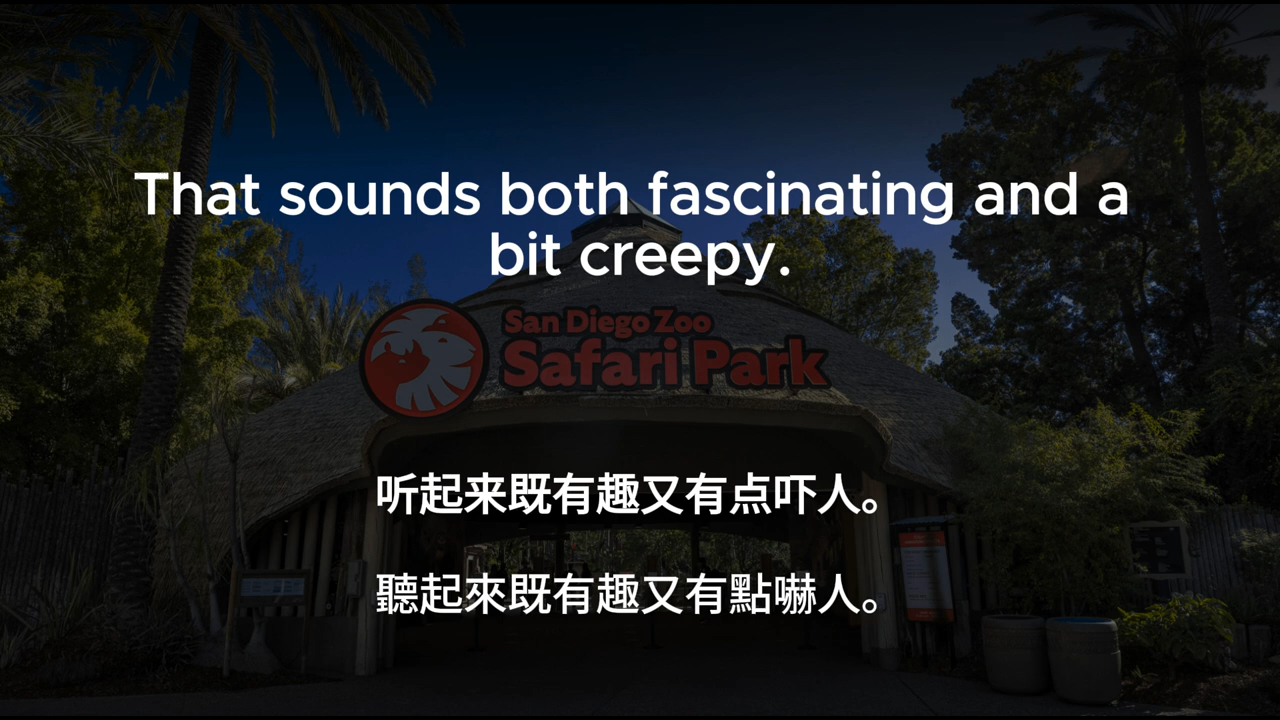 That sounds both fascinating and a
bit creepy.
San Diego Zoo
Safari Park
听起来既有趣又有点吓人。
聽起來既有趣又有點嚇人。